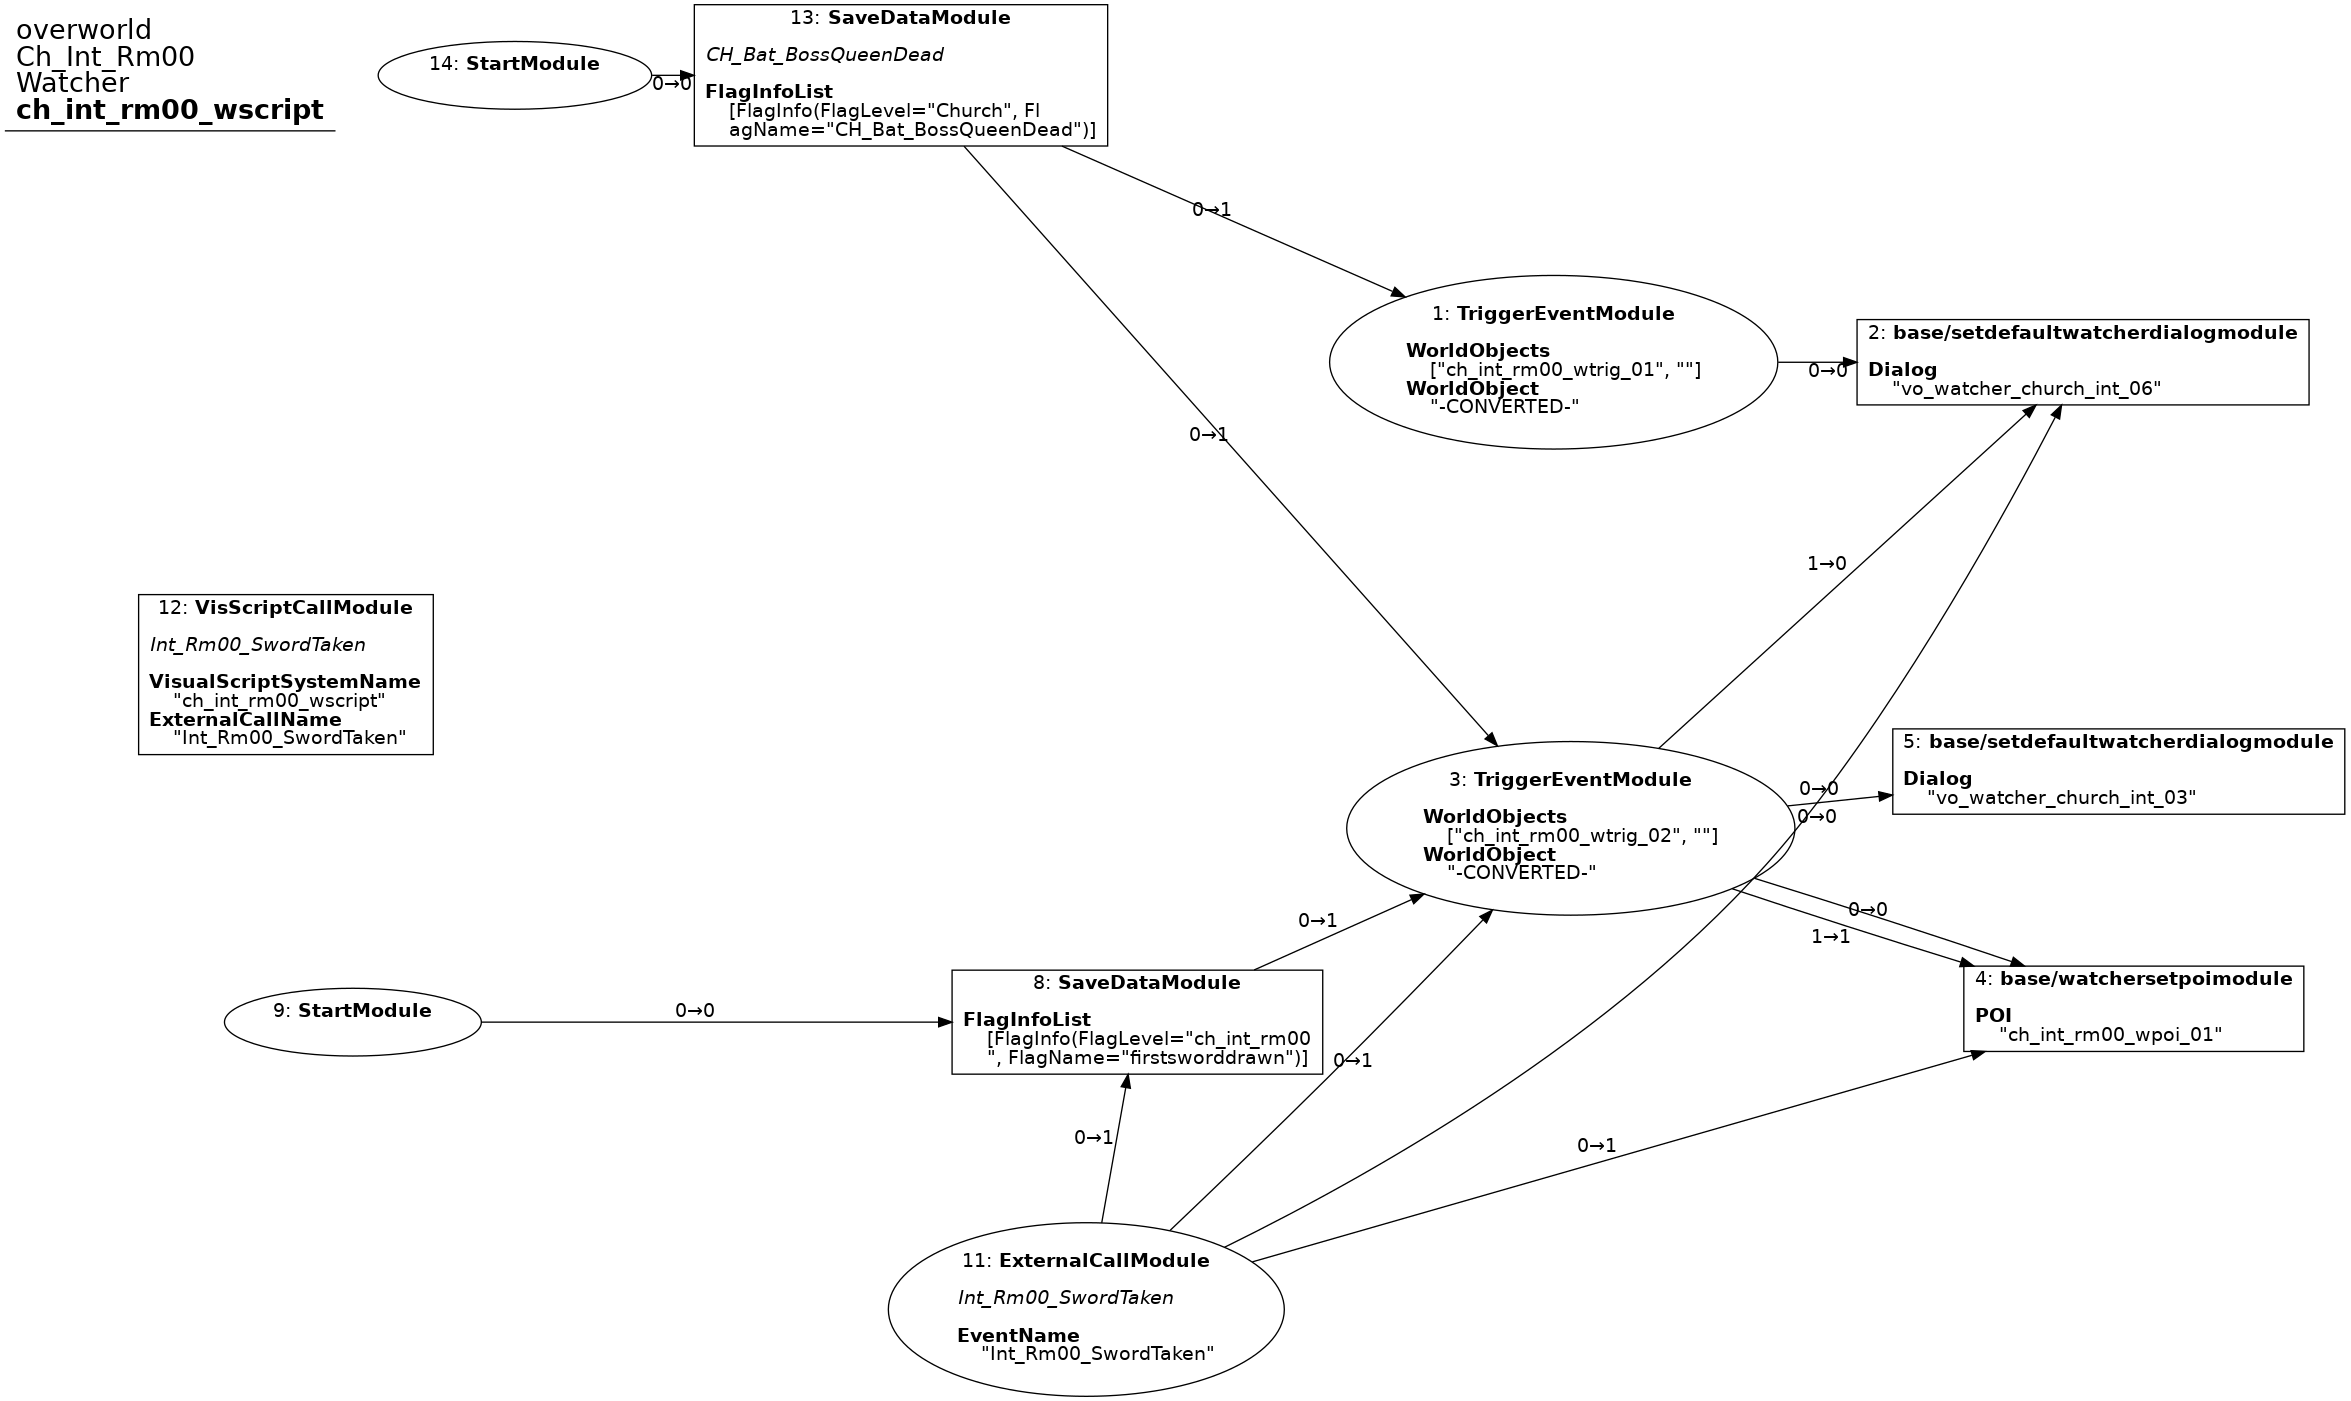 overworld
Ch_Int_Rm00
Watcher
ch_int_rm00_wscript
14: StartModule
0→0
13: SaveDataModule
CH_Bat_BossQueenDead
FlagInfoList
[FlagInfo(FlagLevel="Church", Fl
agName="CH_Bat_BossQueenDead")]
0→1
0→1
1: TriggerEventModule
WorldObjects
["ch_int_rm00_wtrig_01", ""]
WorldObject
"-CONVERTED-"
0→0
2: base/setdefaultwatcherdialogmodule
Dialog
"vo_watcher_church_int_06"
1→0
12: VisScriptCallModule
Int_Rm00_SwordTaken
VisualScriptSystemName
"ch_int_rm00_wscript"
ExternalCallName
"Int_Rm00_SwordTaken"
3: TriggerEventModule
WorldObjects
["ch_int_rm00_wtrig_02", ""]
WorldObject
"-CONVERTED-"
0→0
0→0
5: base/setdefaultwatcherdialogmodule
Dialog
"vo_watcher_church_int_03"
0→0
1→1
4: base/watchersetpoimodule
POI
"ch_int_rm00_wpoi_01"
9: StartModule
0→0
8: SaveDataModule
FlagInfoList
[FlagInfo(FlagLevel="ch_int_rm00
", FlagName="firstsworddrawn")]
0→1
0→1
0→1
0→1
11: ExternalCallModule
Int_Rm00_SwordTaken
EventName
"Int_Rm00_SwordTaken"